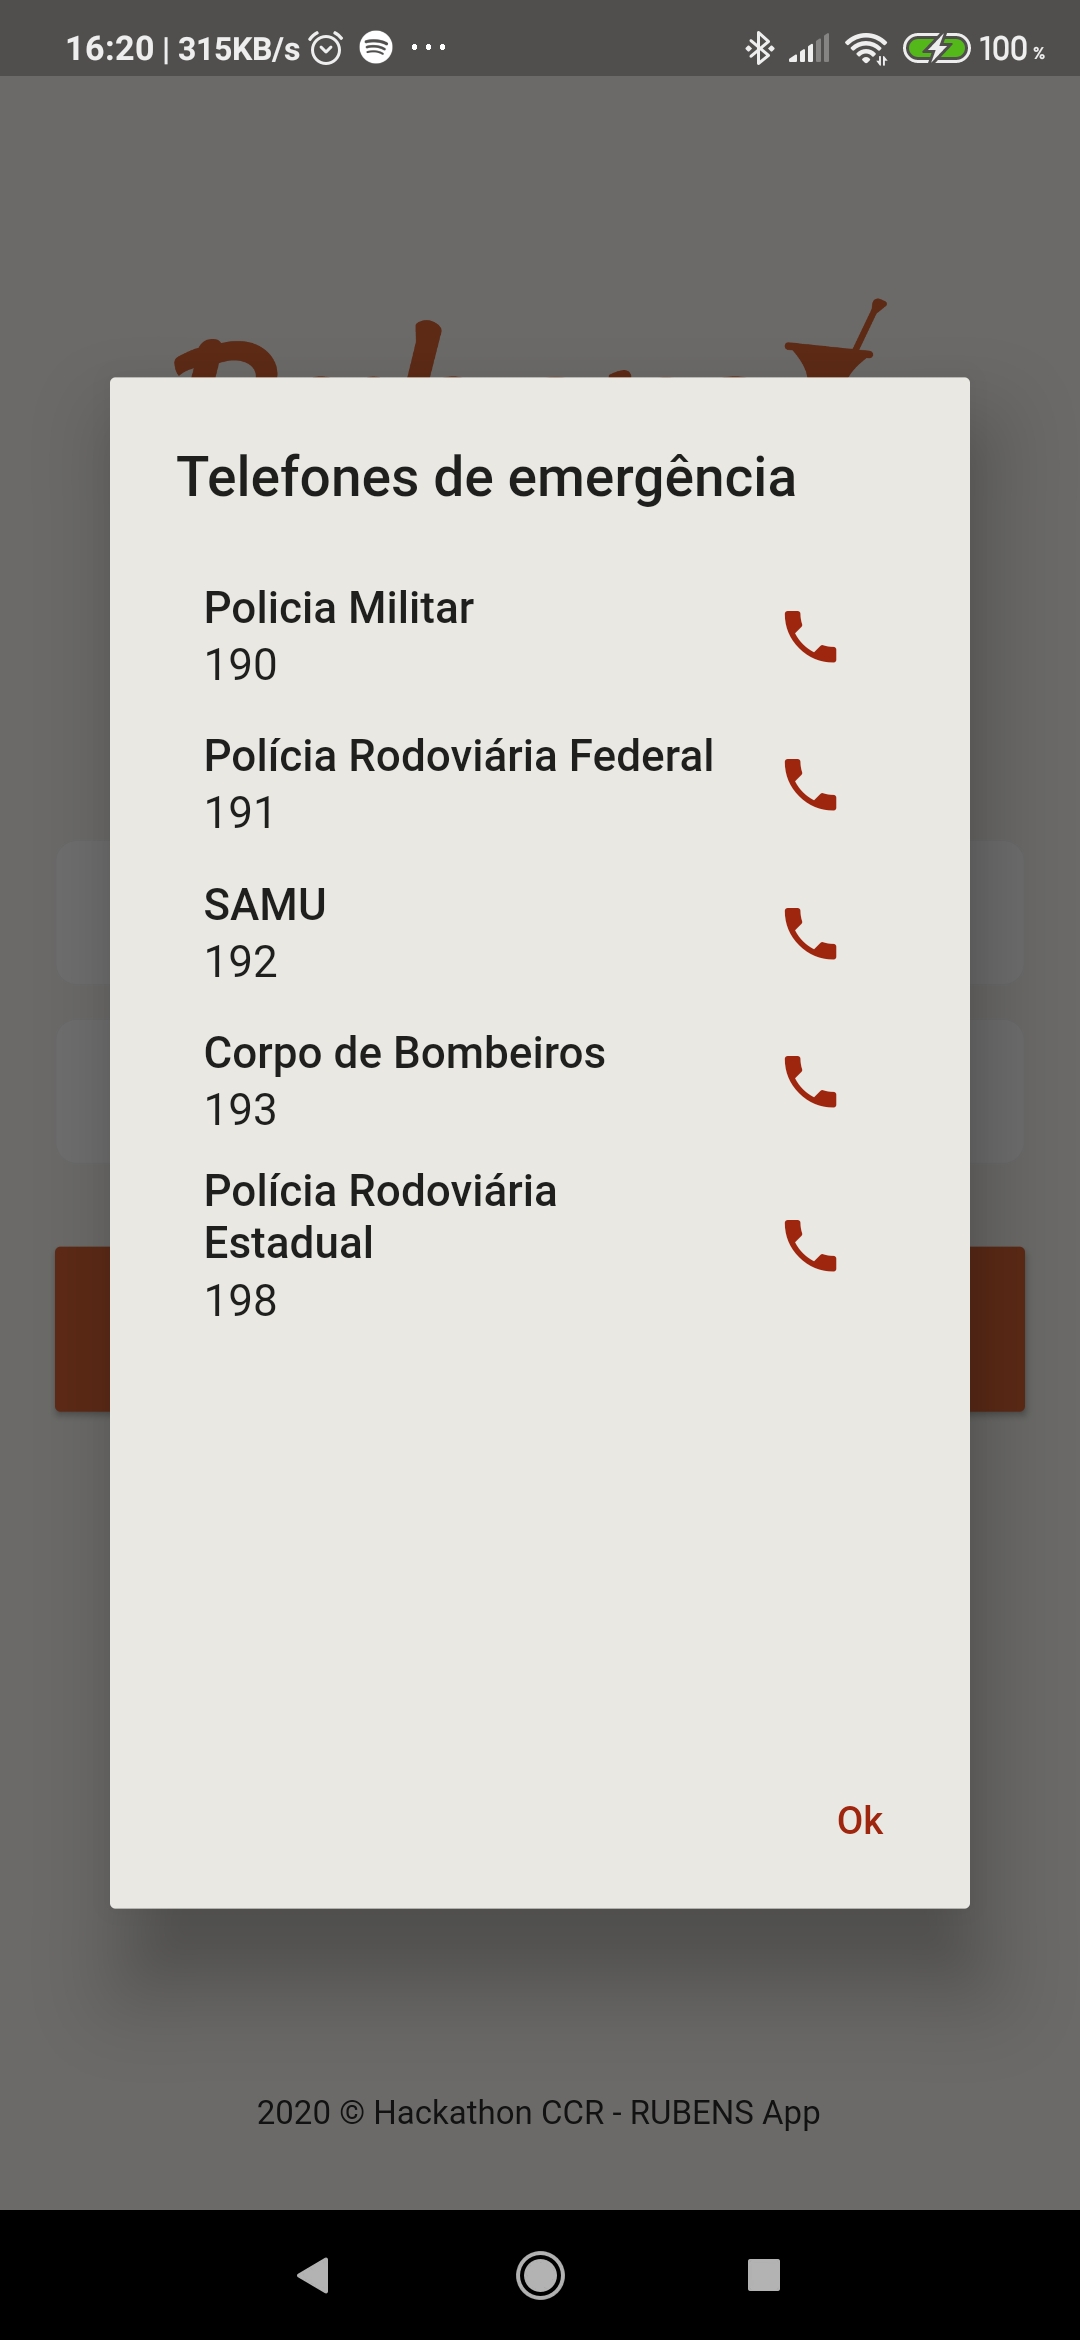 16:20 | 315KB/s ... 100 %
Telefones de emergência
Policia Militar
190
Polícia Rodoviária Federal
191
SAMU
192
Corpo de Bombeiros
193
Polícia Rodoviária
Estadual
198
Ok
2020 © Hackathon CCR - RUBENS App